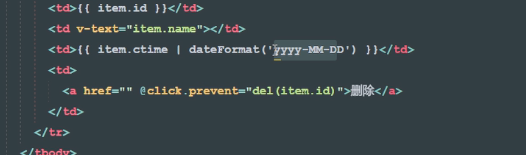 <td>{{ item.id }}</td>
<td v-text="item.name"></td>
<td>{{ item.ctime | dateFormat('yyyy-MM-DD') }}</td>
<td>
<a href="" @click.prevent="del(item.id)">删除</a>
</td>
</tr>
</tbody>